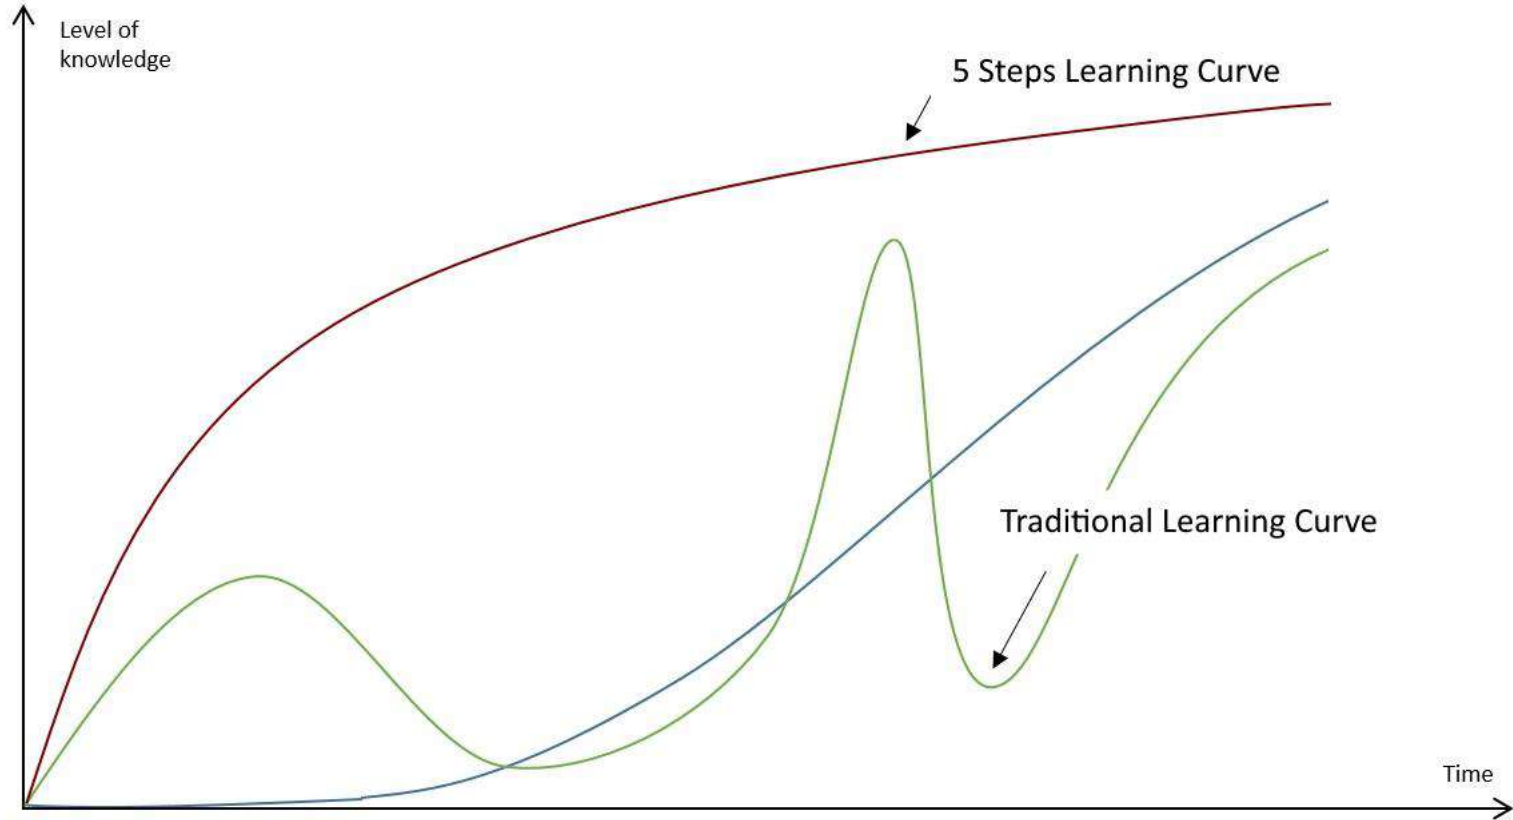 Level of
knowledge
5 Steps Learning Curve
Traditional Learning Curve
Time